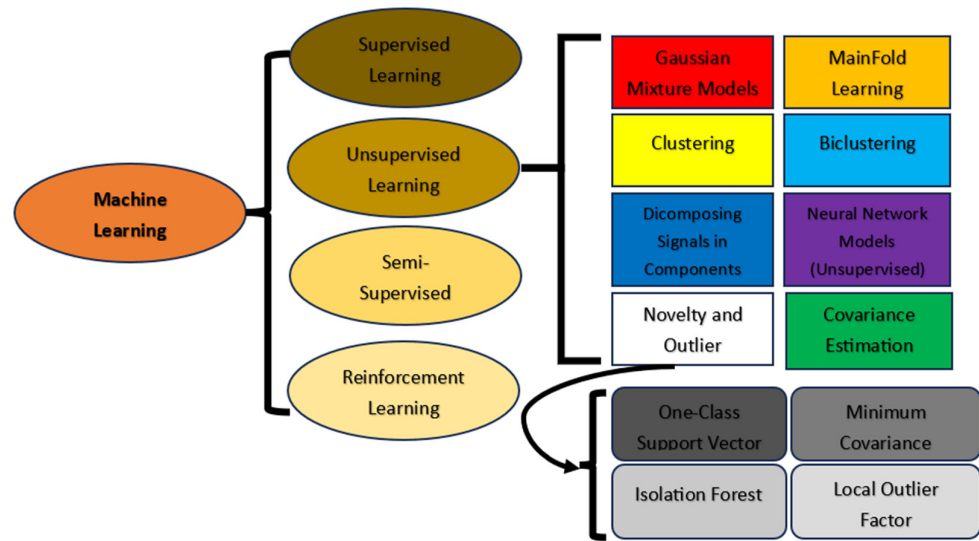 Machine
Learning
Supervised
Learning
Unsupervised
Learning
Semi-
Supervised
Reinforcement
Learning
Gaussian
Mixture Models
MainFold
Learning
Clustering
Biclustering
Dicomposing
Signals in
Components
Neural Network
Models
(Unsupervised)
Novelty and
Outlier
Covariance
Estimation
One-Class
Support Vector
Minimum
Covariance
Isolation Forest
Local Outlier
Factor